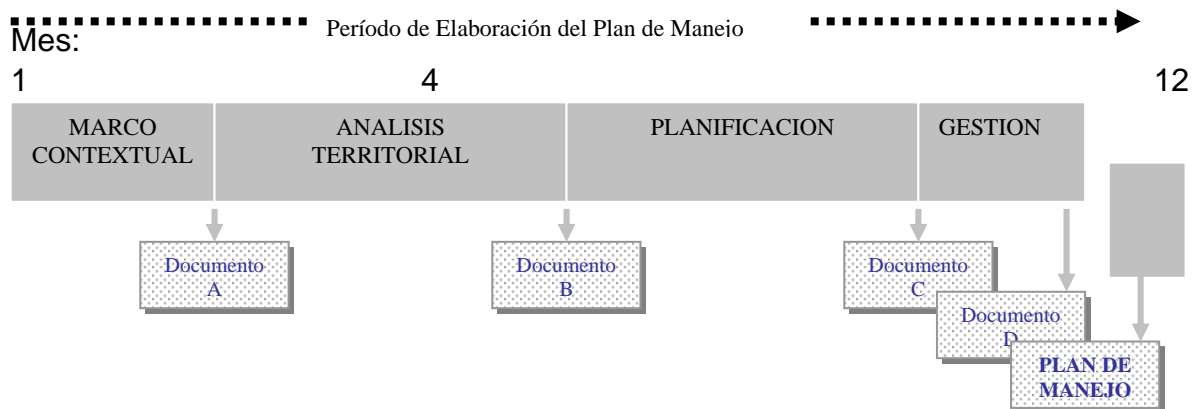 Período de Elaboración del Plan de Manejo
Mes:
1 4 12
MARCO
CONTEXTUAL
ANALISIS
TERRITORIAL
PLANIFICACION
GESTION
Documento
A
Documento
B
Documento
C
Documento
D
PLAN DE
MANEJO